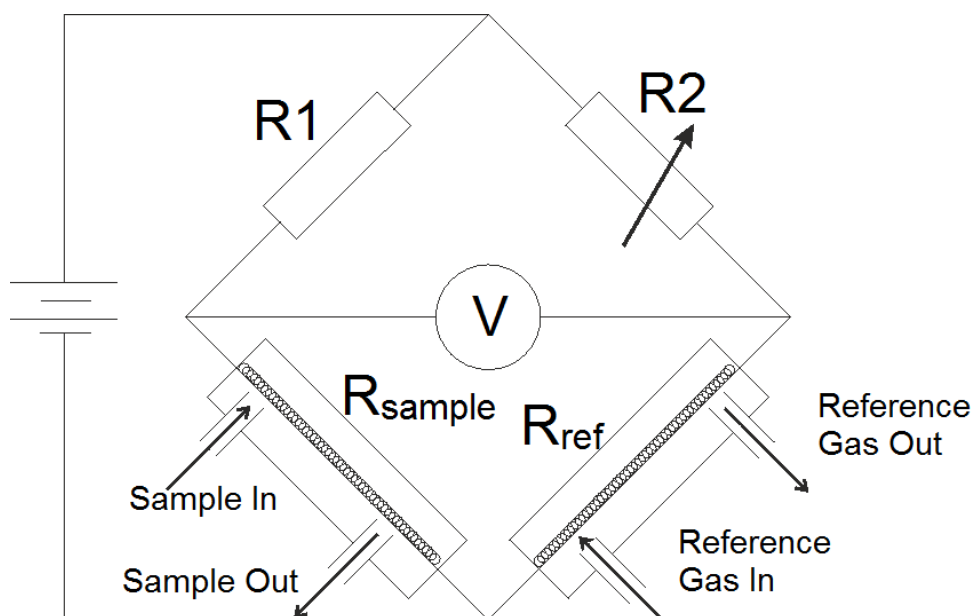 R1
R2
V
Rsample
Rref
Reference
Gas Out
Sample In
Sample Out
Reference
Gas In